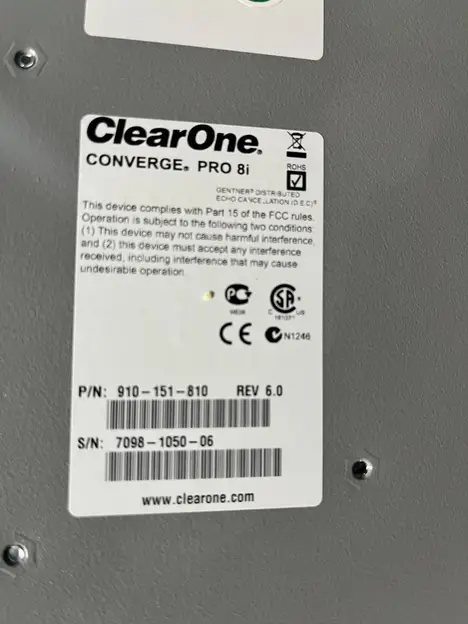 ClearOne®
CONVERGE® PRO 8i
ROHS
GENTNER® DISTRIBUTED
ECHO CANCELLATION (D.E.C)®
This device complies with Part 15 of the FCC rules.
Operation is subject to the following two conditions:
(1) This device may not cause harmful interference,
and (2) this device must accept any interference
received, including interference that may cause
undesirable operation.
C US
CE N1246
P/N: 910-151-810 REV 6.0
S/N: 7098-1050-06
www.clearone.com